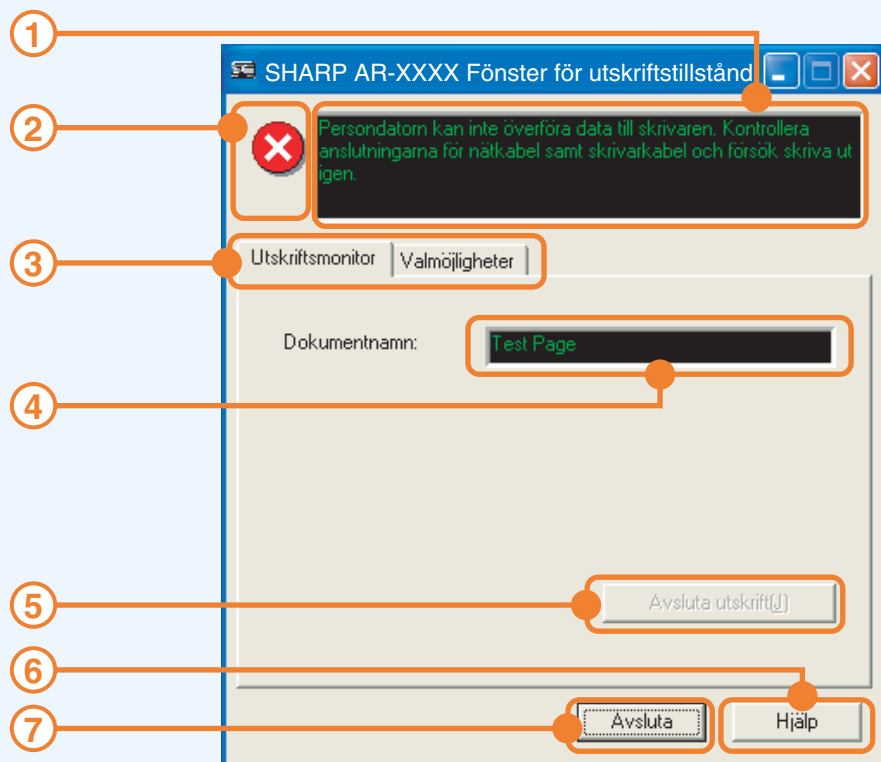 1
SHARP AR-XXXX Fönster för utskriftstillstånd
2
Persondatorn kan inte överföra data till skrivaren. Kontrollera
anslutningarna för nätkabel samt skrivarkabel och försök skriva ut
igen.
3
Utskriftsmonitor Valmöjligheter
Dokumentnamn: Test Page
4
5
Avsluta utskrift(J)
6
7
Avsluta Hjälp